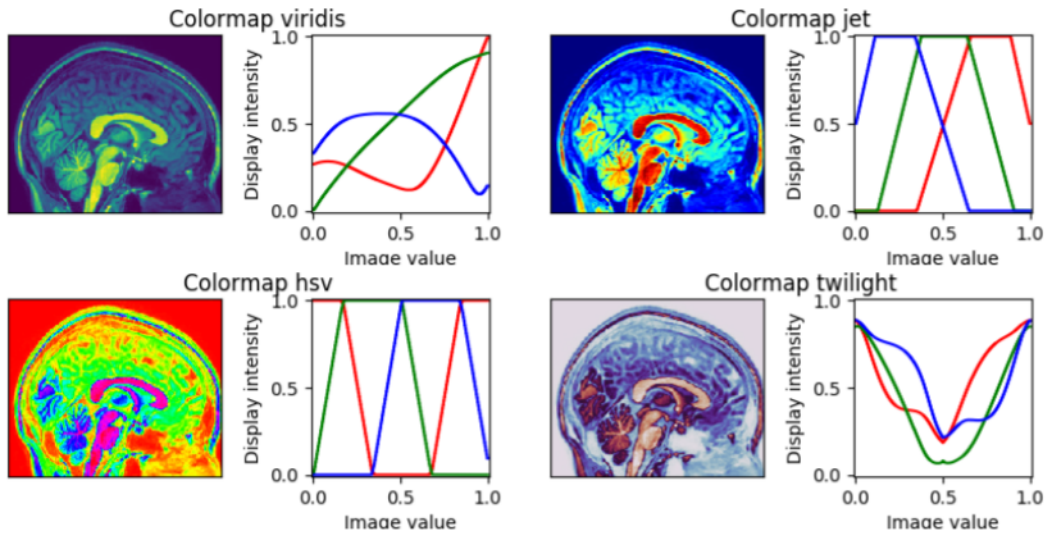 Colormap viridis
1.0
0.5
0.0
Display intensity
0.0 0.5 1.0
Image value
Colormap jet
1.0
0.5
0.0
Display intensity
0.0 0.5 1.0
Image value
Colormap hsv
1.0
0.5
0.0
Display intensity
0.0 0.5 1.0
Image value
Colormap twilight
1.0
0.5
0.0
Display intensity
0.0 0.5 1.0
Image value